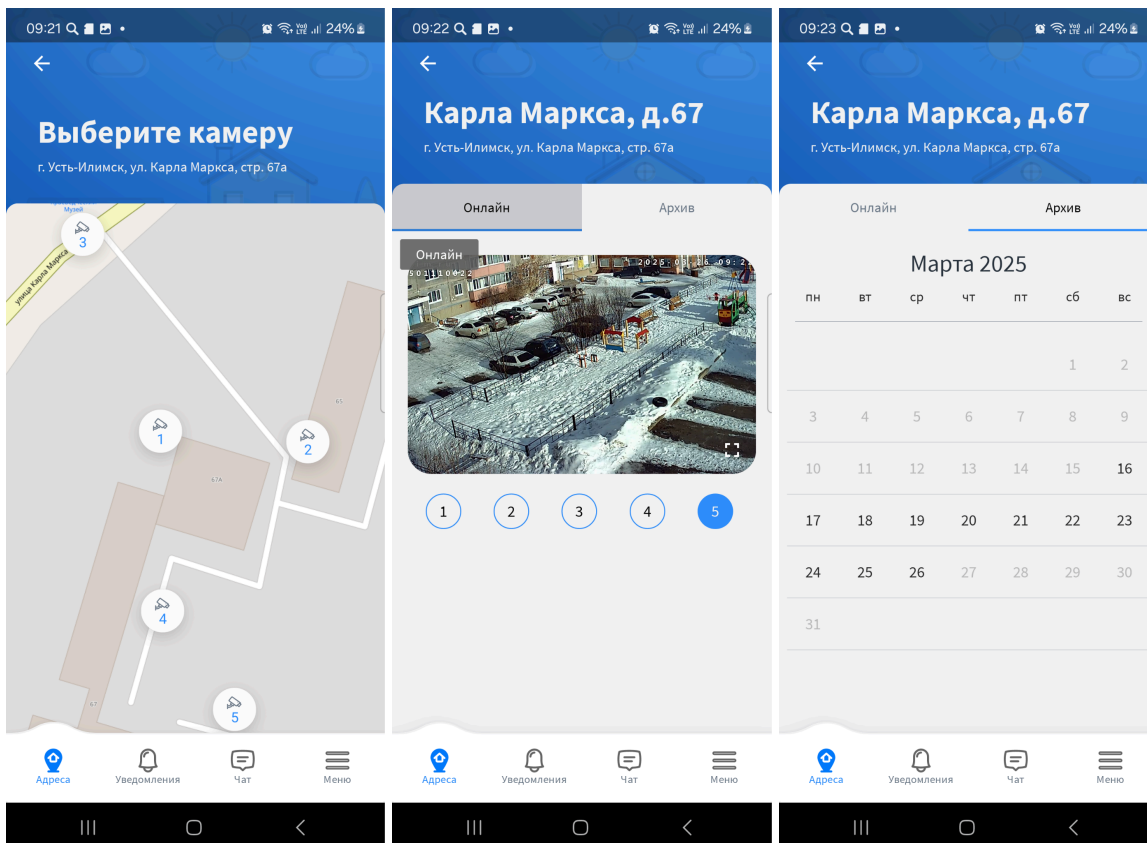 09:21
24%
Выберите камеру
г. Усть-Илимск, ул. Карла Маркса, стр. 67а
Музей
3
улица Карла Маркса
65
1
2
67А
4
67
5
Адреса
Уведомления
Чат
Меню
09:22
24%
Карла Маркса, д.67
г. Усть-Илимск, ул. Карла Маркса, стр. 67а
Онлайн
Архив
Онлайн
1 2 3 4 5
Адреса
Уведомления
Чат
Меню
09:23
24%
Карла Маркса, д.67
г. Усть-Илимск, ул. Карла Маркса, стр. 67а
Онлайн
Архив
Марта 2025
пн вт ср чт пт сб вс
1 2
3 4 5 6 7 8 9
10 11 12 13 14 15 16
17 18 19 20 21 22 23
24 25 26 27 28 29 30
31
Адреса
Уведомления
Чат
Меню